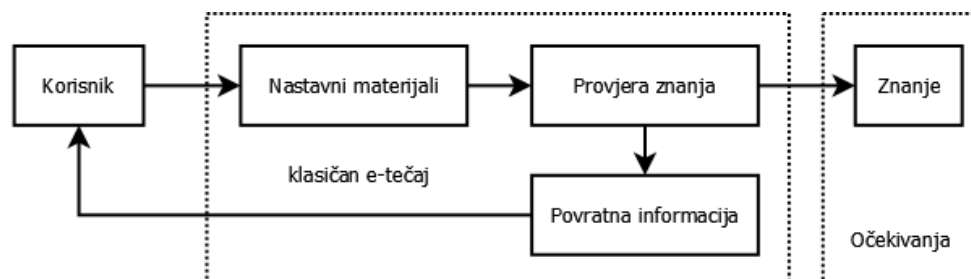 Korisnik
Nastavni materijali
Provjera znanja
Znanje
klasičan e-tečaj
Povratna informacija
Očekivanja